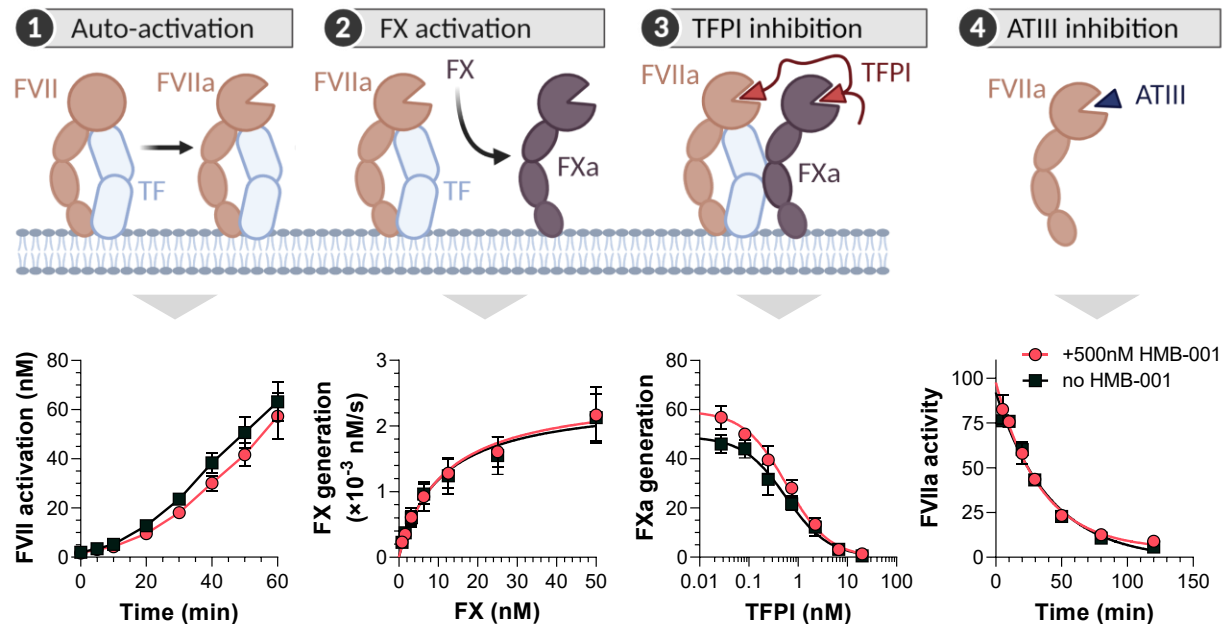 1 Auto-activation
2 FX activation
3 TFPI inhibition
4 ATIII inhibition
FVII
FVIIa
TF
FVIIa
FX
TF
FXa
FVIIa
TFPI
FXa
FVIIa
ATIII
FVII activation (nM)
80
60
40
20
0
0 20 40 60
Time (min)
FX generation
(×10⁻³ nM/s)
3
2
1
0
0 10 20 30 40 50
FX (nM)
FXa generation
80
60
40
20
0
0.01 0.1 1 10 100
TFPI (nM)
+500nM HMB-001
no HMB-001
FVIIa activity
100
75
50
25
0
0 50 100 150
Time (min)